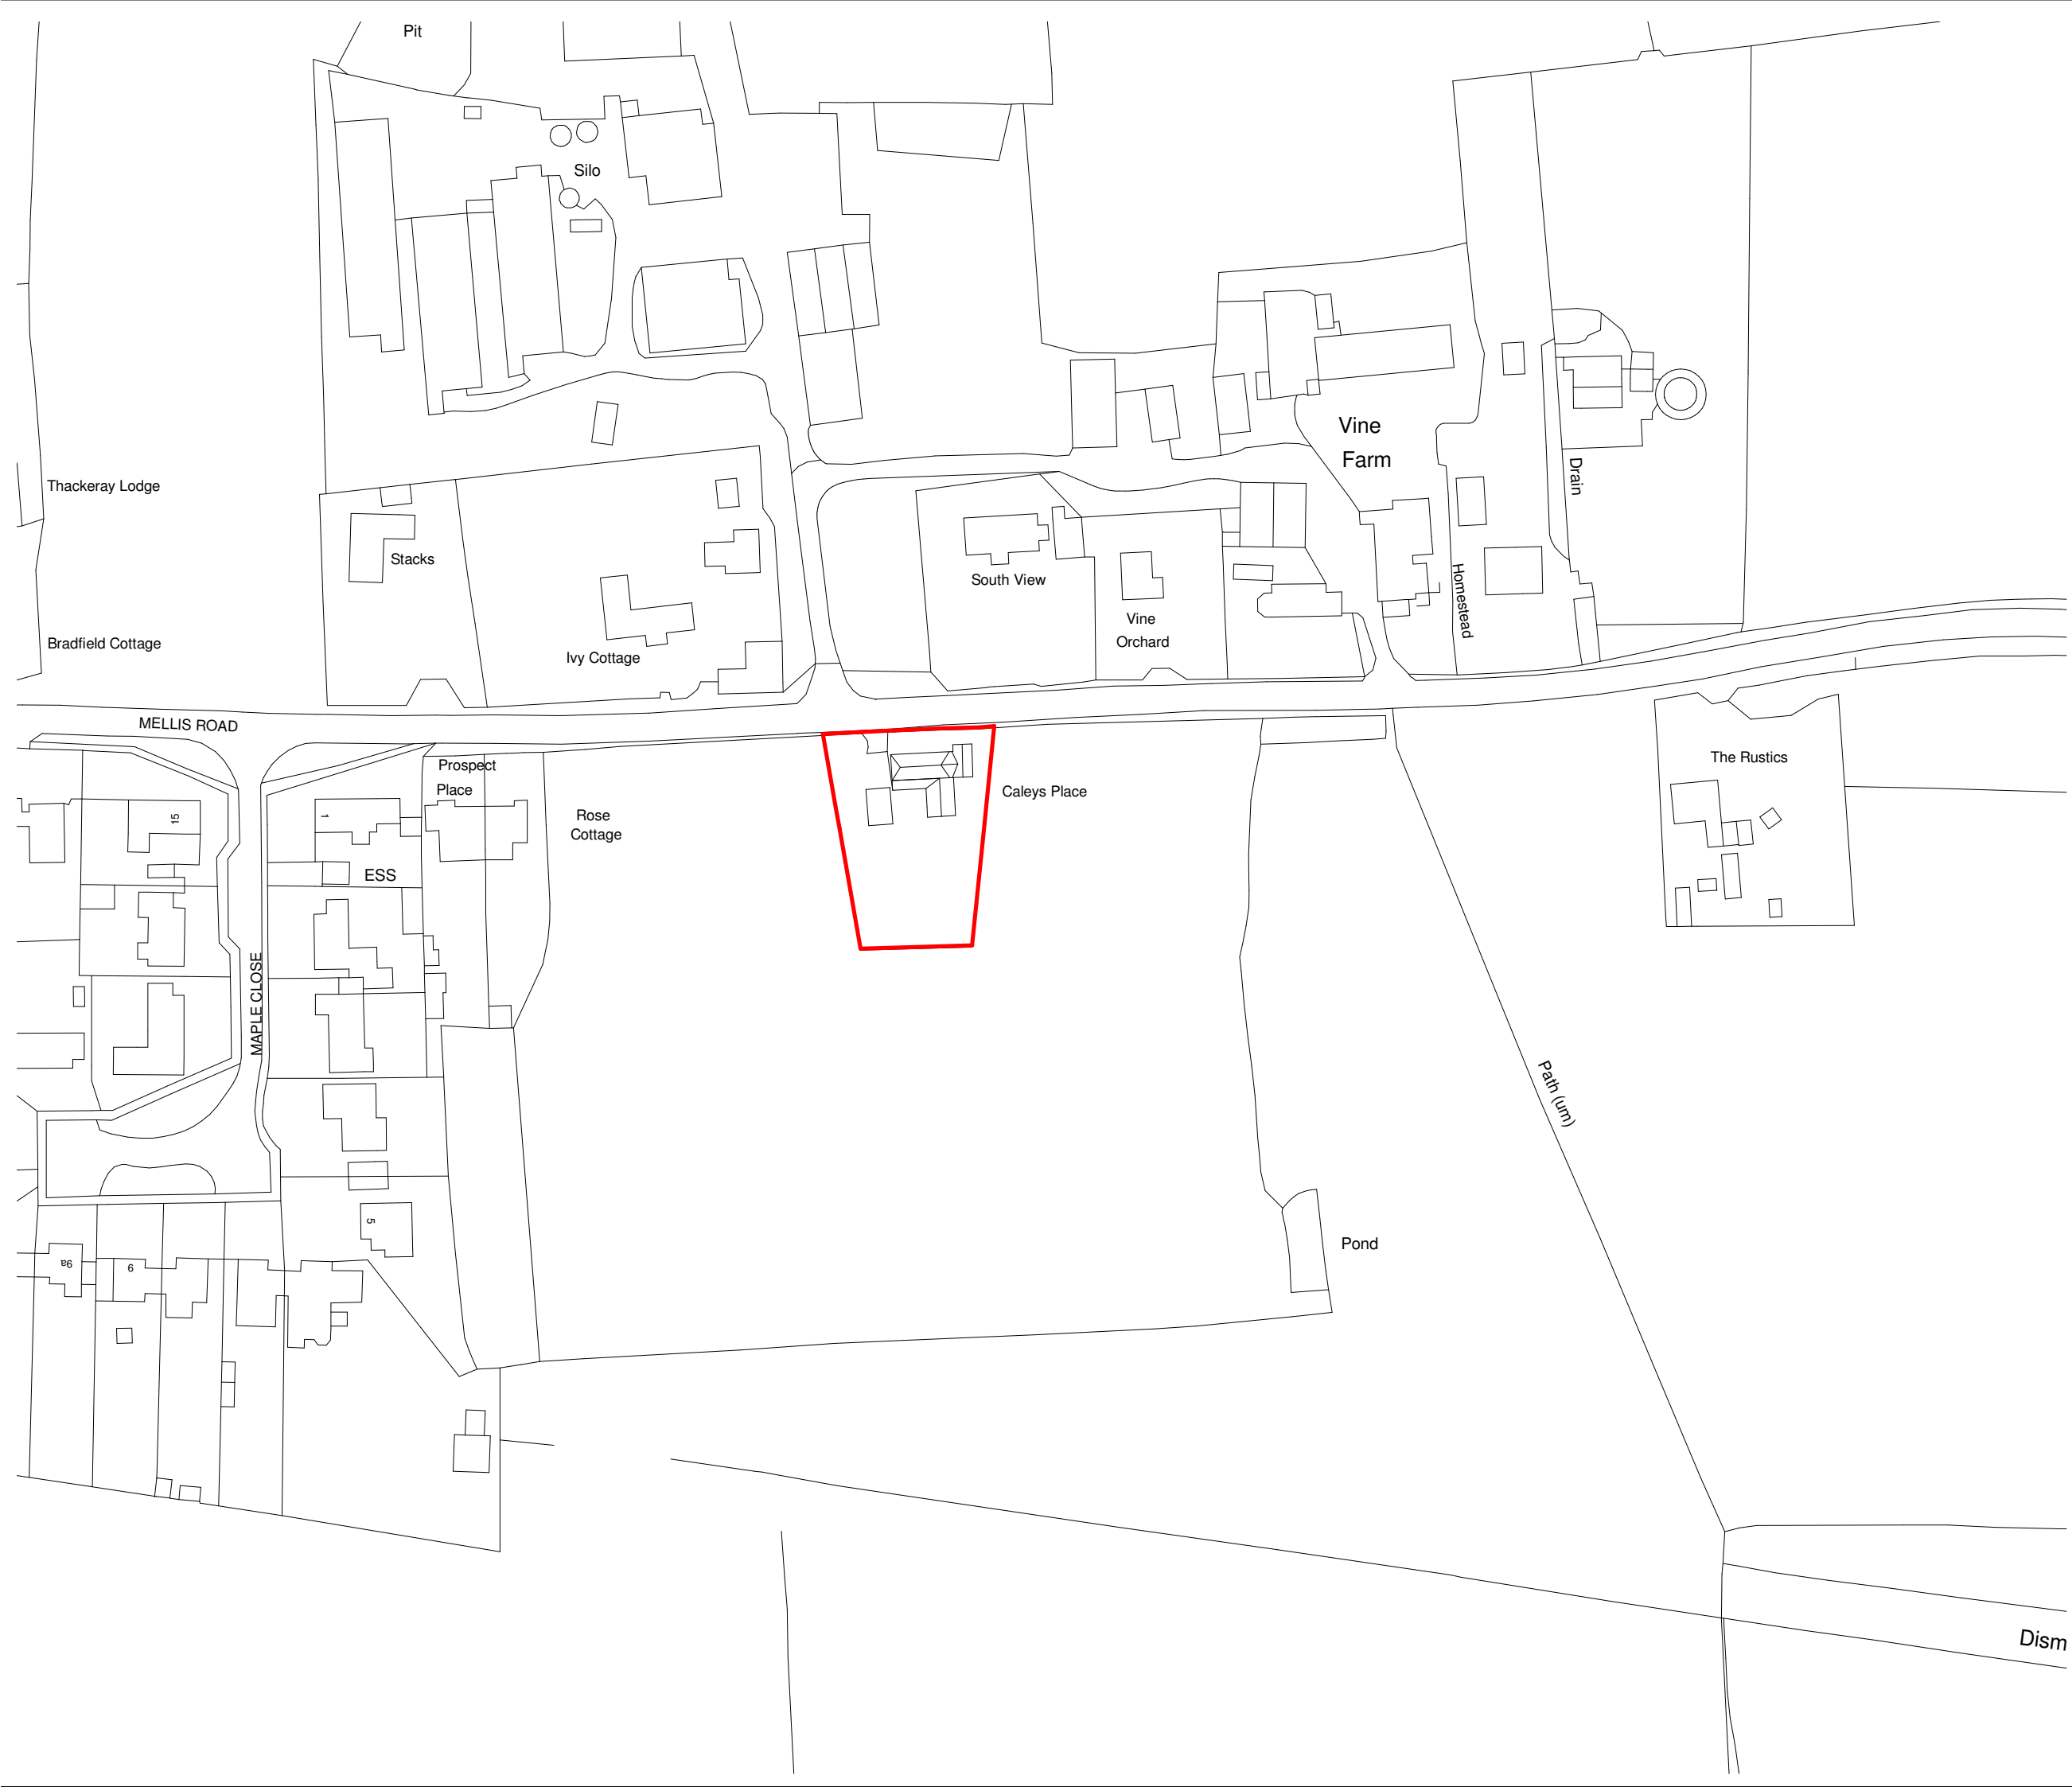 Pit
Silo
Vine
Farm
Drain
Thackeray Lodge
Stacks
South View
Homestead
Vine
Orchard
Bradfield Cottage
Ivy Cottage
MELLIS ROAD
Prospect
Place
The Rustics
Caleys Place
Rose
Cottage
15
1
ESS
MAPLE CLOSE
Path (um)
5
Pond
9a
9
Dism